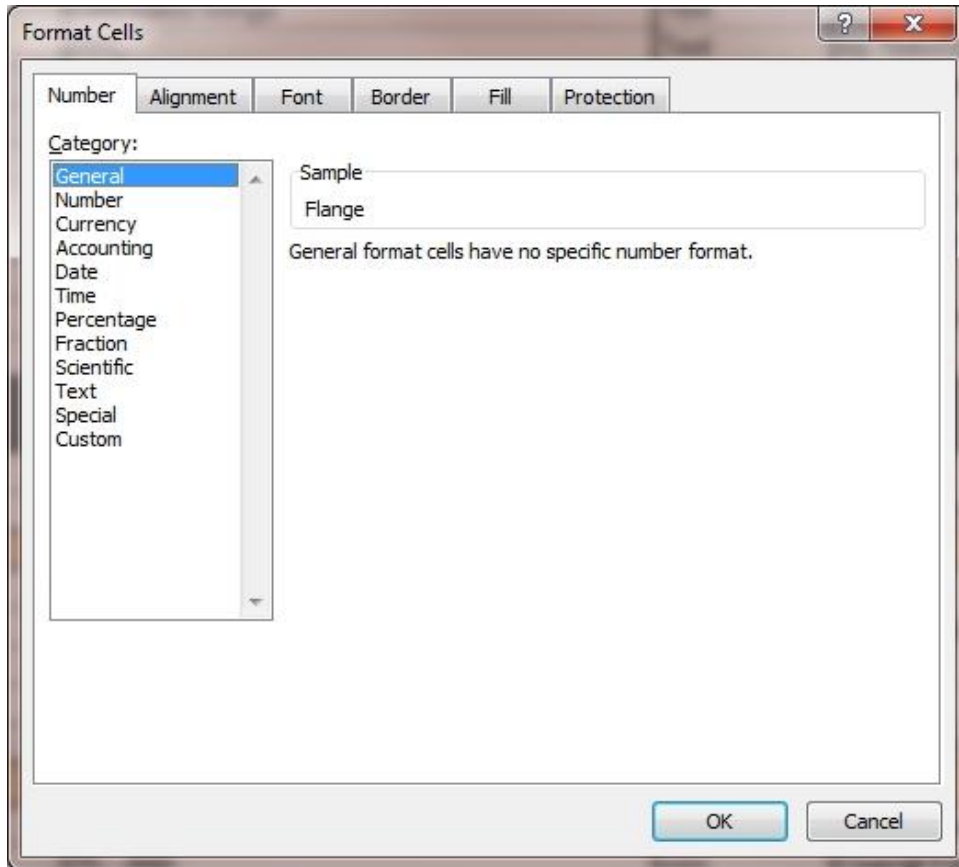 Format Cells
?
X
Number Alignment Font Border Fill Protection
Category:
General
Number
Currency
Accounting
Date
Time
Percentage
Fraction
Scientific
Text
Special
Custom
Sample
Flange
General format cells have no specific number format.
OK Cancel